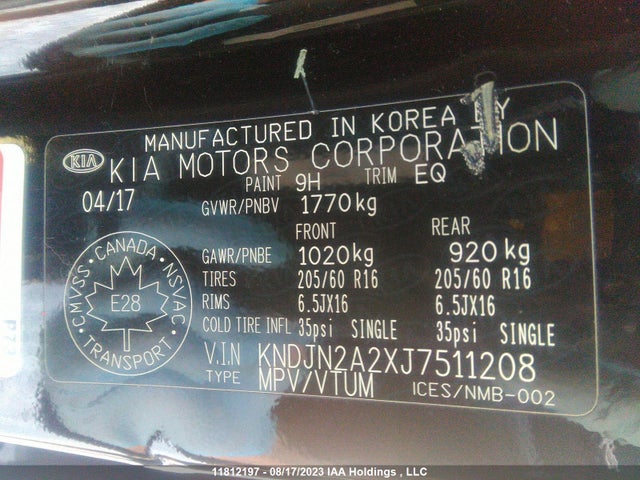 MANUFACTURED IN KOREA BY
KIA KIA MOTORS CORPORATION
PAINT 9H TRIM EQ
04/17 GVWR/PNBV 1770kg
FRONT REAR
GAWR/PNBE 1020kg 920kg
TIRES 205/60 R16 205/60 R16
RIMS 6.5JX16 6.5JX16
COLD TIRE INFL 35psi SINGLE 35psi SINGLE
CANADA
CMVSS NSVAC
E28
TRANSPORT
V.I.N KNDJN2A2XJ7511208
TYPE MPV/VTUM ICES/NMB-002
11812197 - 08/17/2023 IAA Holdings , LLC